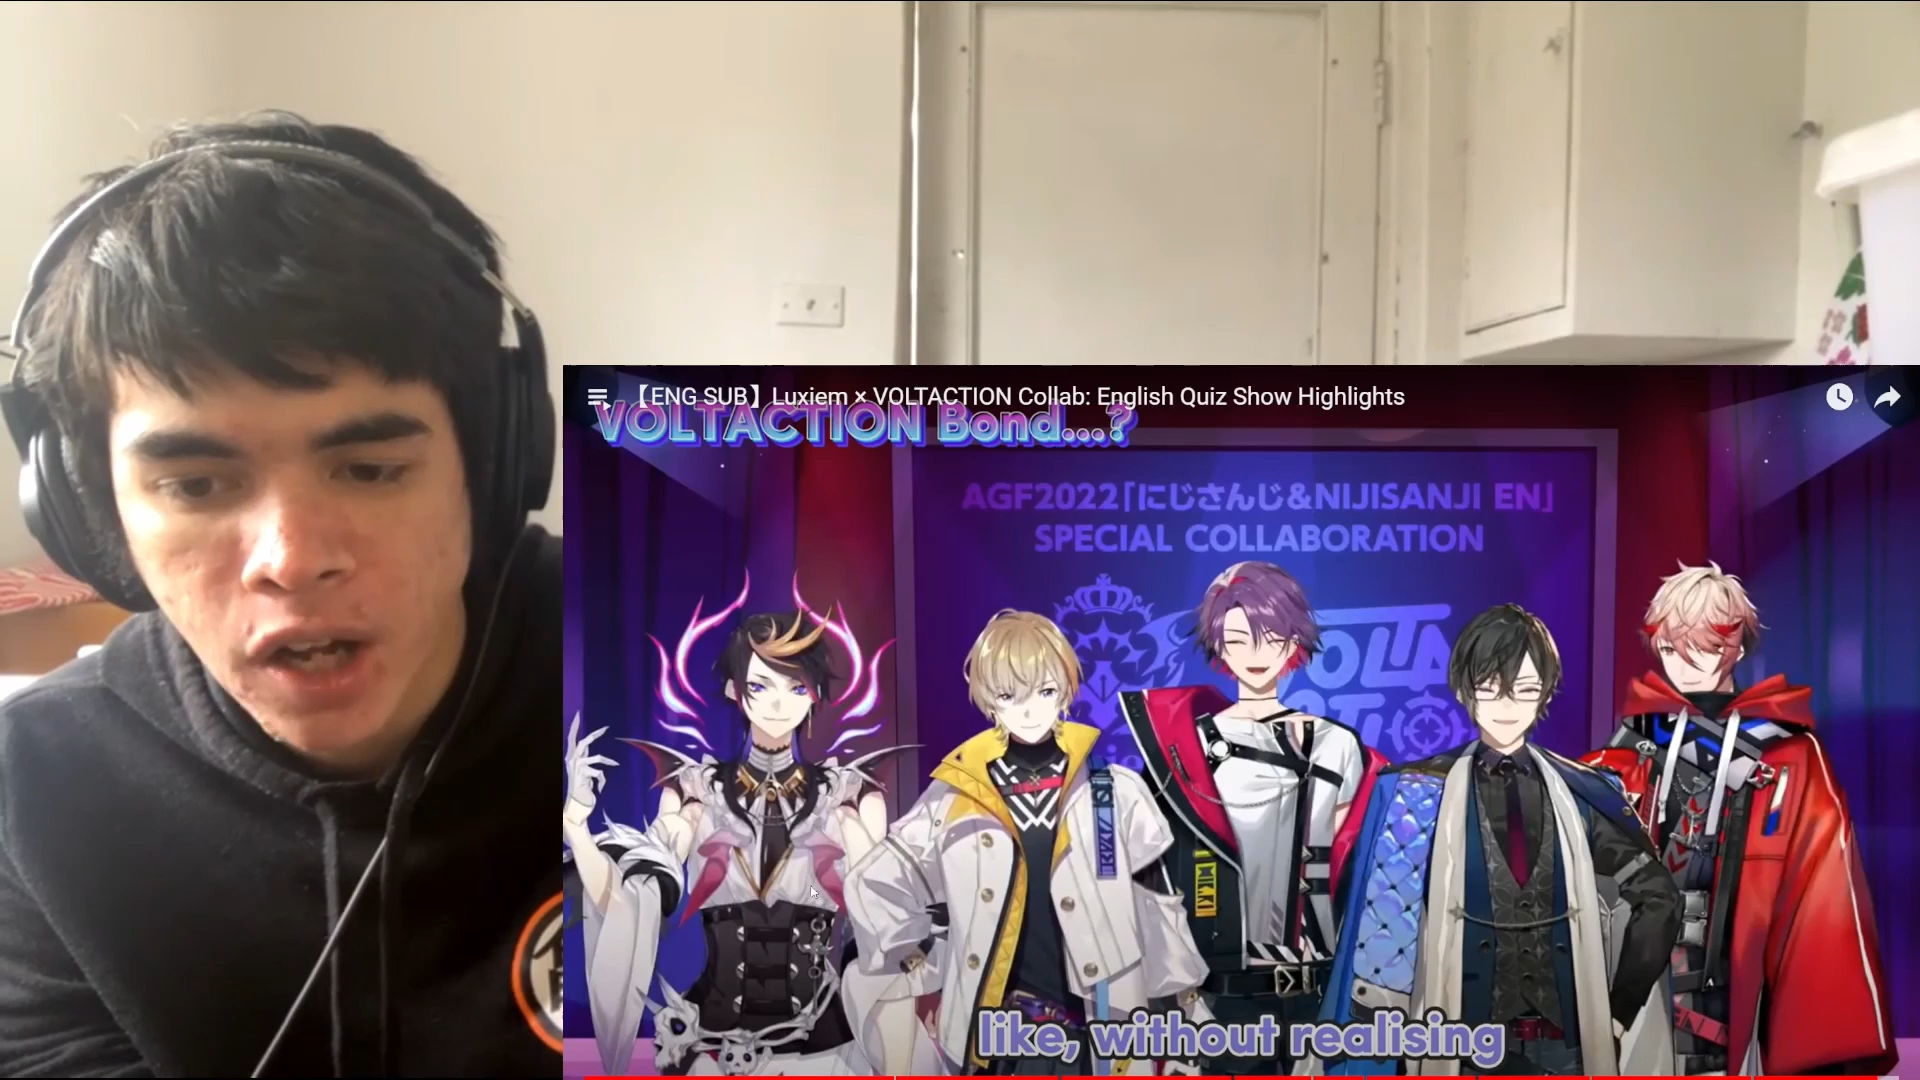 【ENG SUB】Luxiem × VOLTACTION Collab: English Quiz Show Highlights
VOLTACTION Bond...?
AGF2022「にじさんじ&NIJISANJI EN」
SPECIAL COLLABORATION
like, without realising